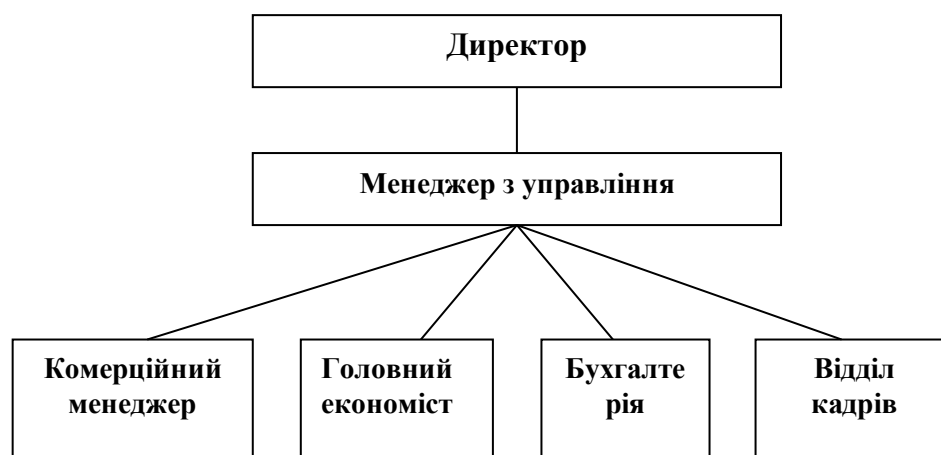 Директор
Менеджер з управління
Комерційний
менеджер
Головний
економіст
Бухгалте
рія
Відділ
кадрів